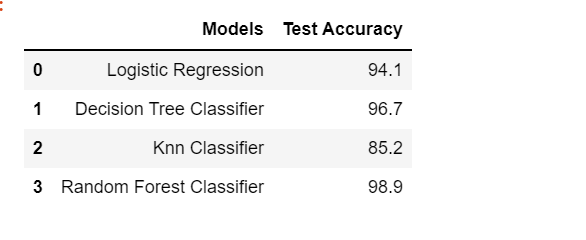 Models Test Accuracy
0 Logistic Regression 94.1
1 Decision Tree Classifier 96.7
2 Knn Classifier 85.2
3 Random Forest Classifier 98.9